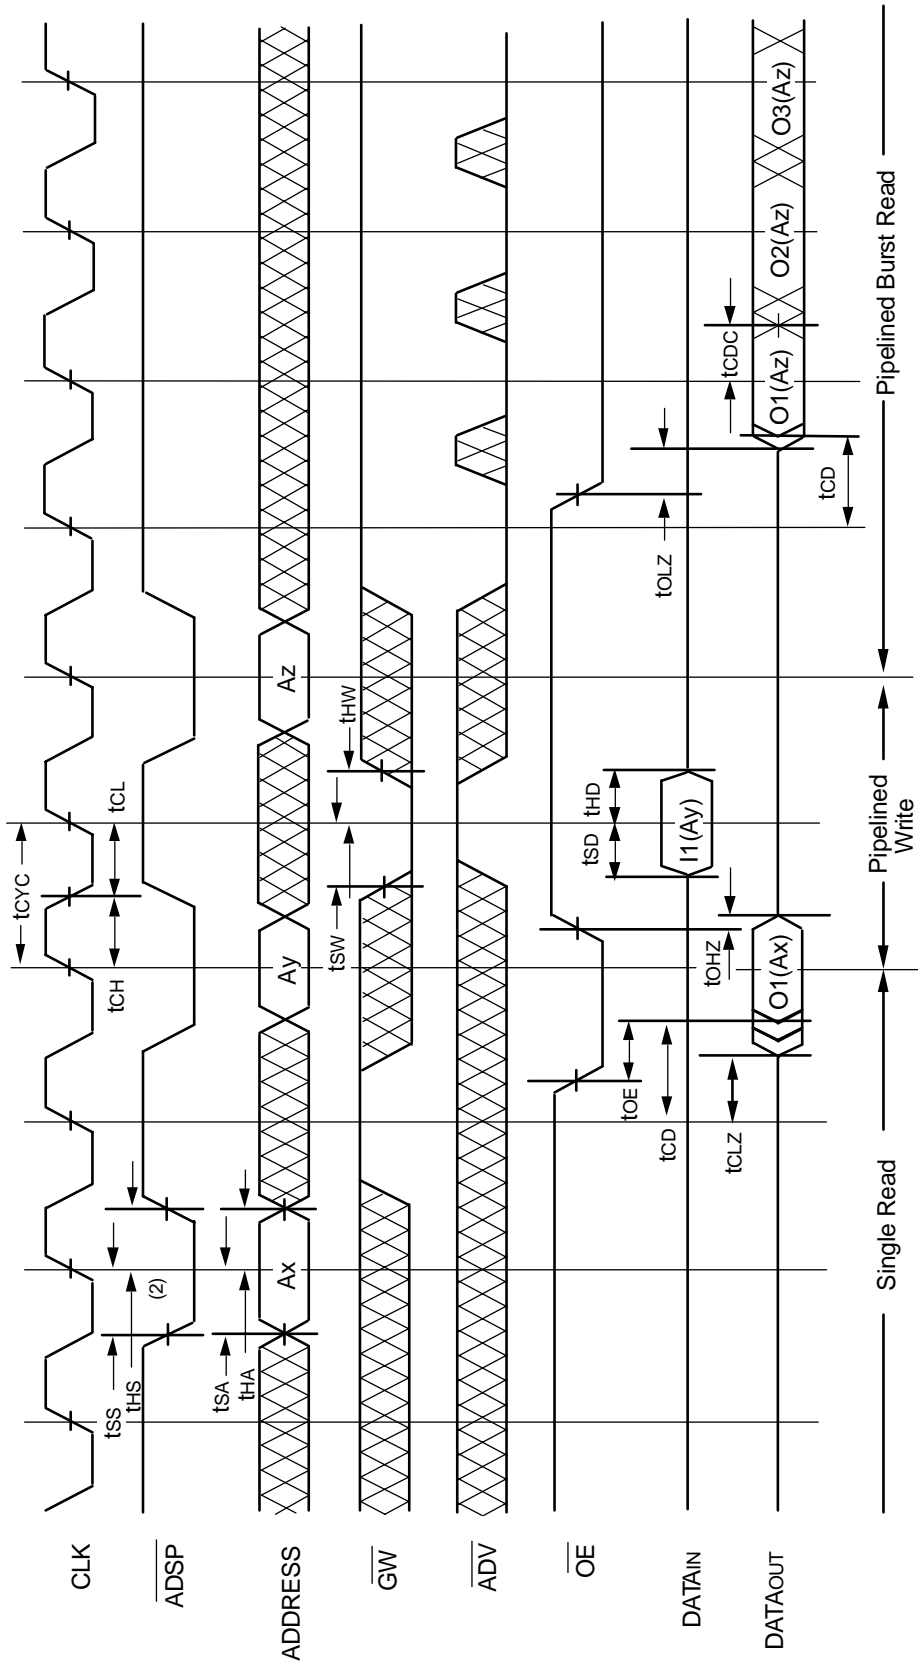 CLK
tCYC
tCH
tCL
tSS
tHS
(2)
ADSP
tSA
tHA
ADDRESS
Ax
Ay
Az
GW
tSW
tHW
ADV
OE
tOE
tOLZ
DATAIN
tCD
tSD
tHD
I1(Ay)
tCLZ
tOHZ
tCDC
DATAOUT
O1(Ax)
O1(Az)
O2(Az)
O3(Az)
tCD
Single Read
Pipelined
Write
Pipelined Burst Read